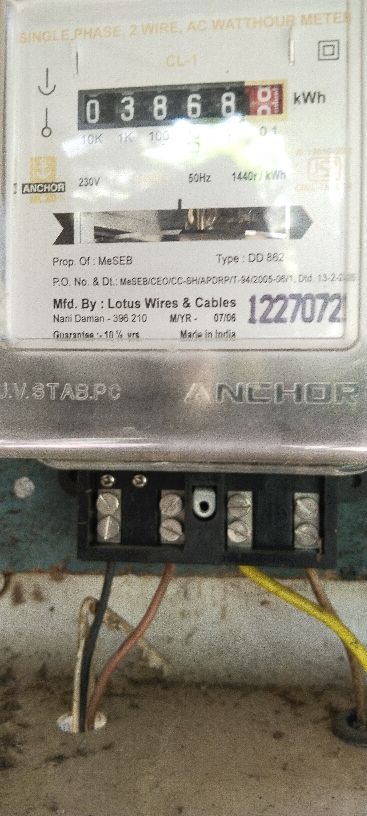 SINGLE PHASE 2 WIRE, AC WATTHOUR METER
CL-1
0 3 8 6 8 kWh
10K 1K 100 1 0.1
ANCHOR
230V 50Hz 1440r / kWh
Prop. Of : MeSEB Type : DD 862
P.O. No. & Dt.: MeSEB/CEO/CC-SH/APDRP/T-94/2005-06/1, Dtd. 13-2-2
Mfd. By : Lotus Wires & Cables 1227072
Nani Daman - 396 210 M/YR - 07/06
Guarantee :- 10 ½ yrs Made in India
U.V.STAB.PC ANCHOR